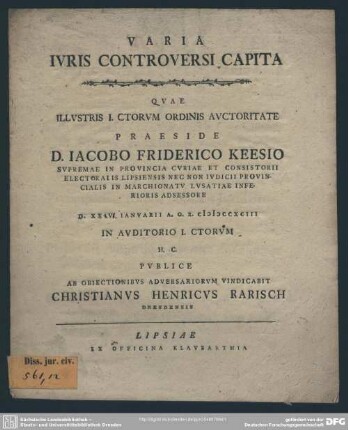 VARIA
IVRIS CONTROVERSI CAPITA
QVAE
ILLVSTRIS I. CTORVM ORDINIS AVCTORITATE
PRAESIDE
D. IACOBO FRIDERICO KEESIO
SVPREMAE IN PROVINCIA CVRIAE ET CONSISTORII
ELECTORALIS LIPSIENSIS NEC NON IVDICII PROVIN-
CIALIS IN MARCHIONATV LVSATIAE INFE-
RIORIS ADSESSORE
D. XXVI. IANVARII A. O. R.
IN AVDITORIO I. CTORVM
H. C.
PVBLICE
AB OBIECTIONIBVS ADVERSARIORVM VINDICABIT
CHRISTIANVS HENRICVS RARISCH
LIPSIAE
EX OFFICINA KLAVBARTHIA
Diss. jur. civ.
561,12
Sächsische Landesbibliothek -
Staats- und Universitätsbibliothek Dresden
gefördert von der
Deutschen Forschungsgemeinschaft
DFG